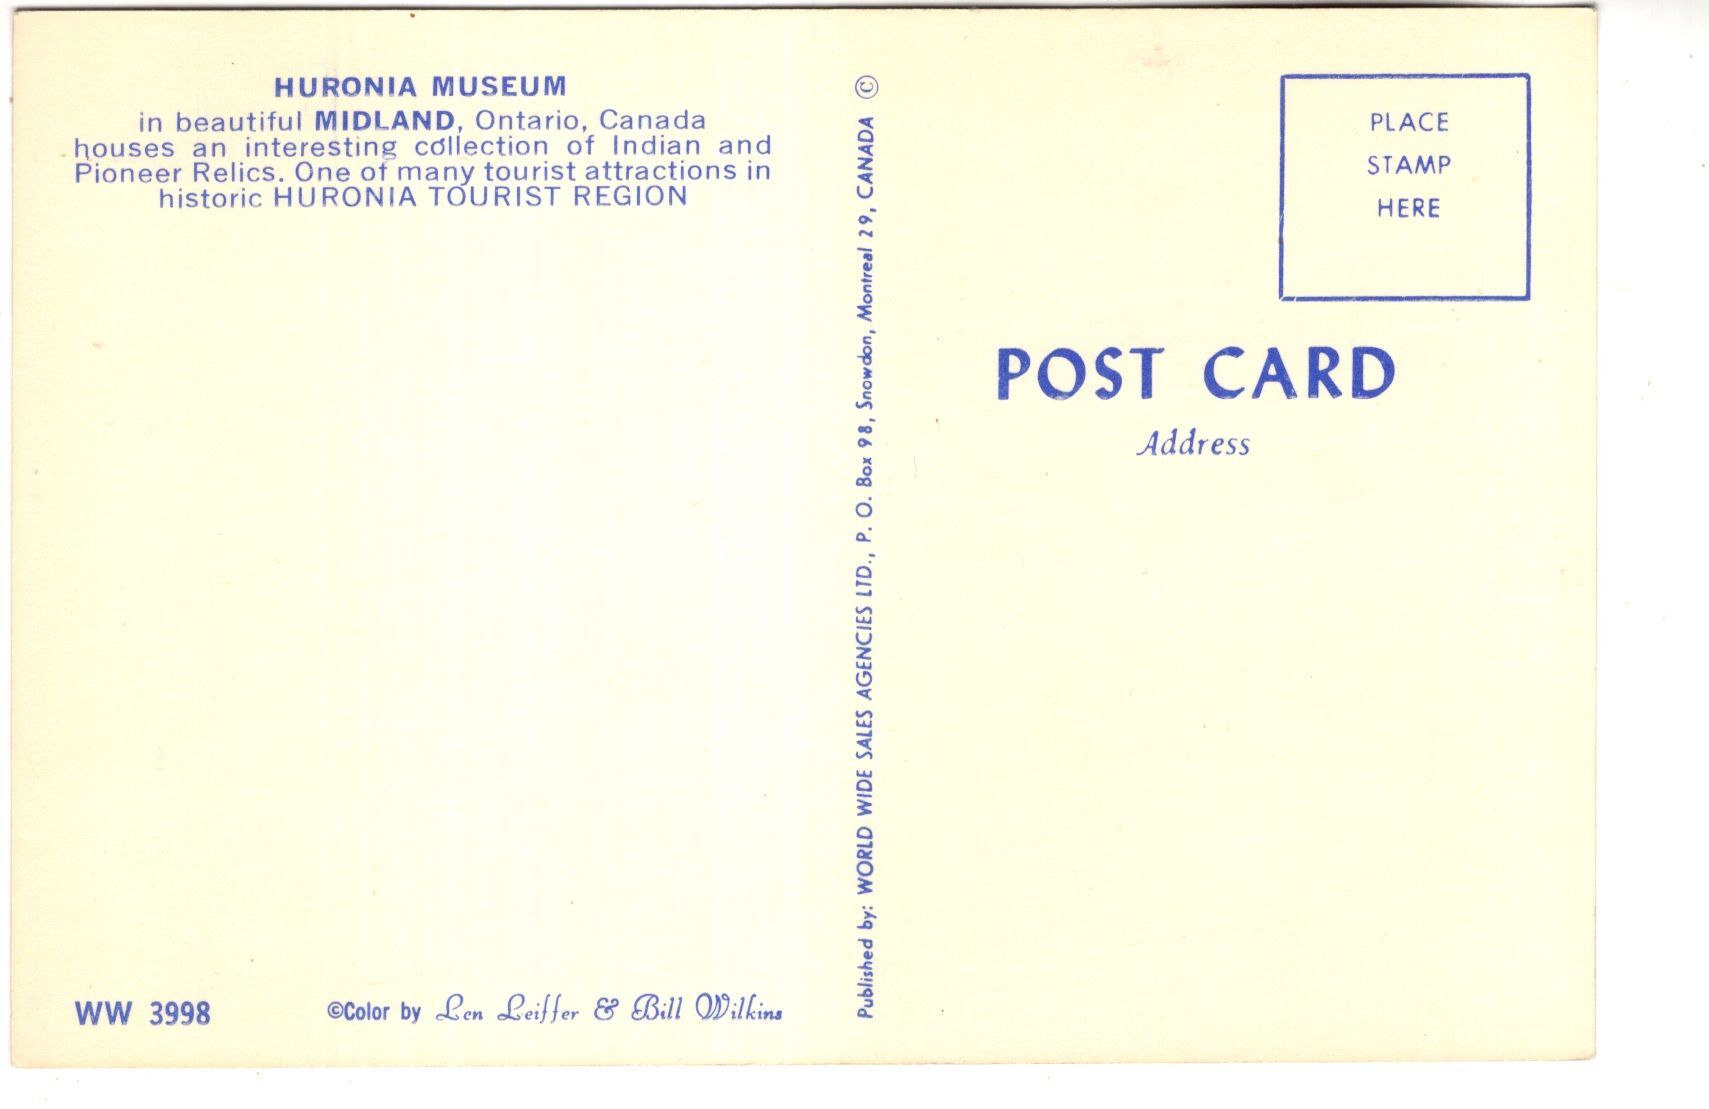 HURONIA MUSEUM
in beautiful MIDLAND, Ontario, Canada
houses an interesting collection of Indian and
Pioneer Relics. One of many tourist attractions in
historic HURONIA TOURIST REGION
WW 3998
©Color by Len Leiffer & Bill Wilkins
Published by: WORLD WIDE SALES AGENCIES LTD., P. O. Box 98, Snowdon, Montreal 29, CANADA ©
PLACE
STAMP
HERE
POST CARD
Address